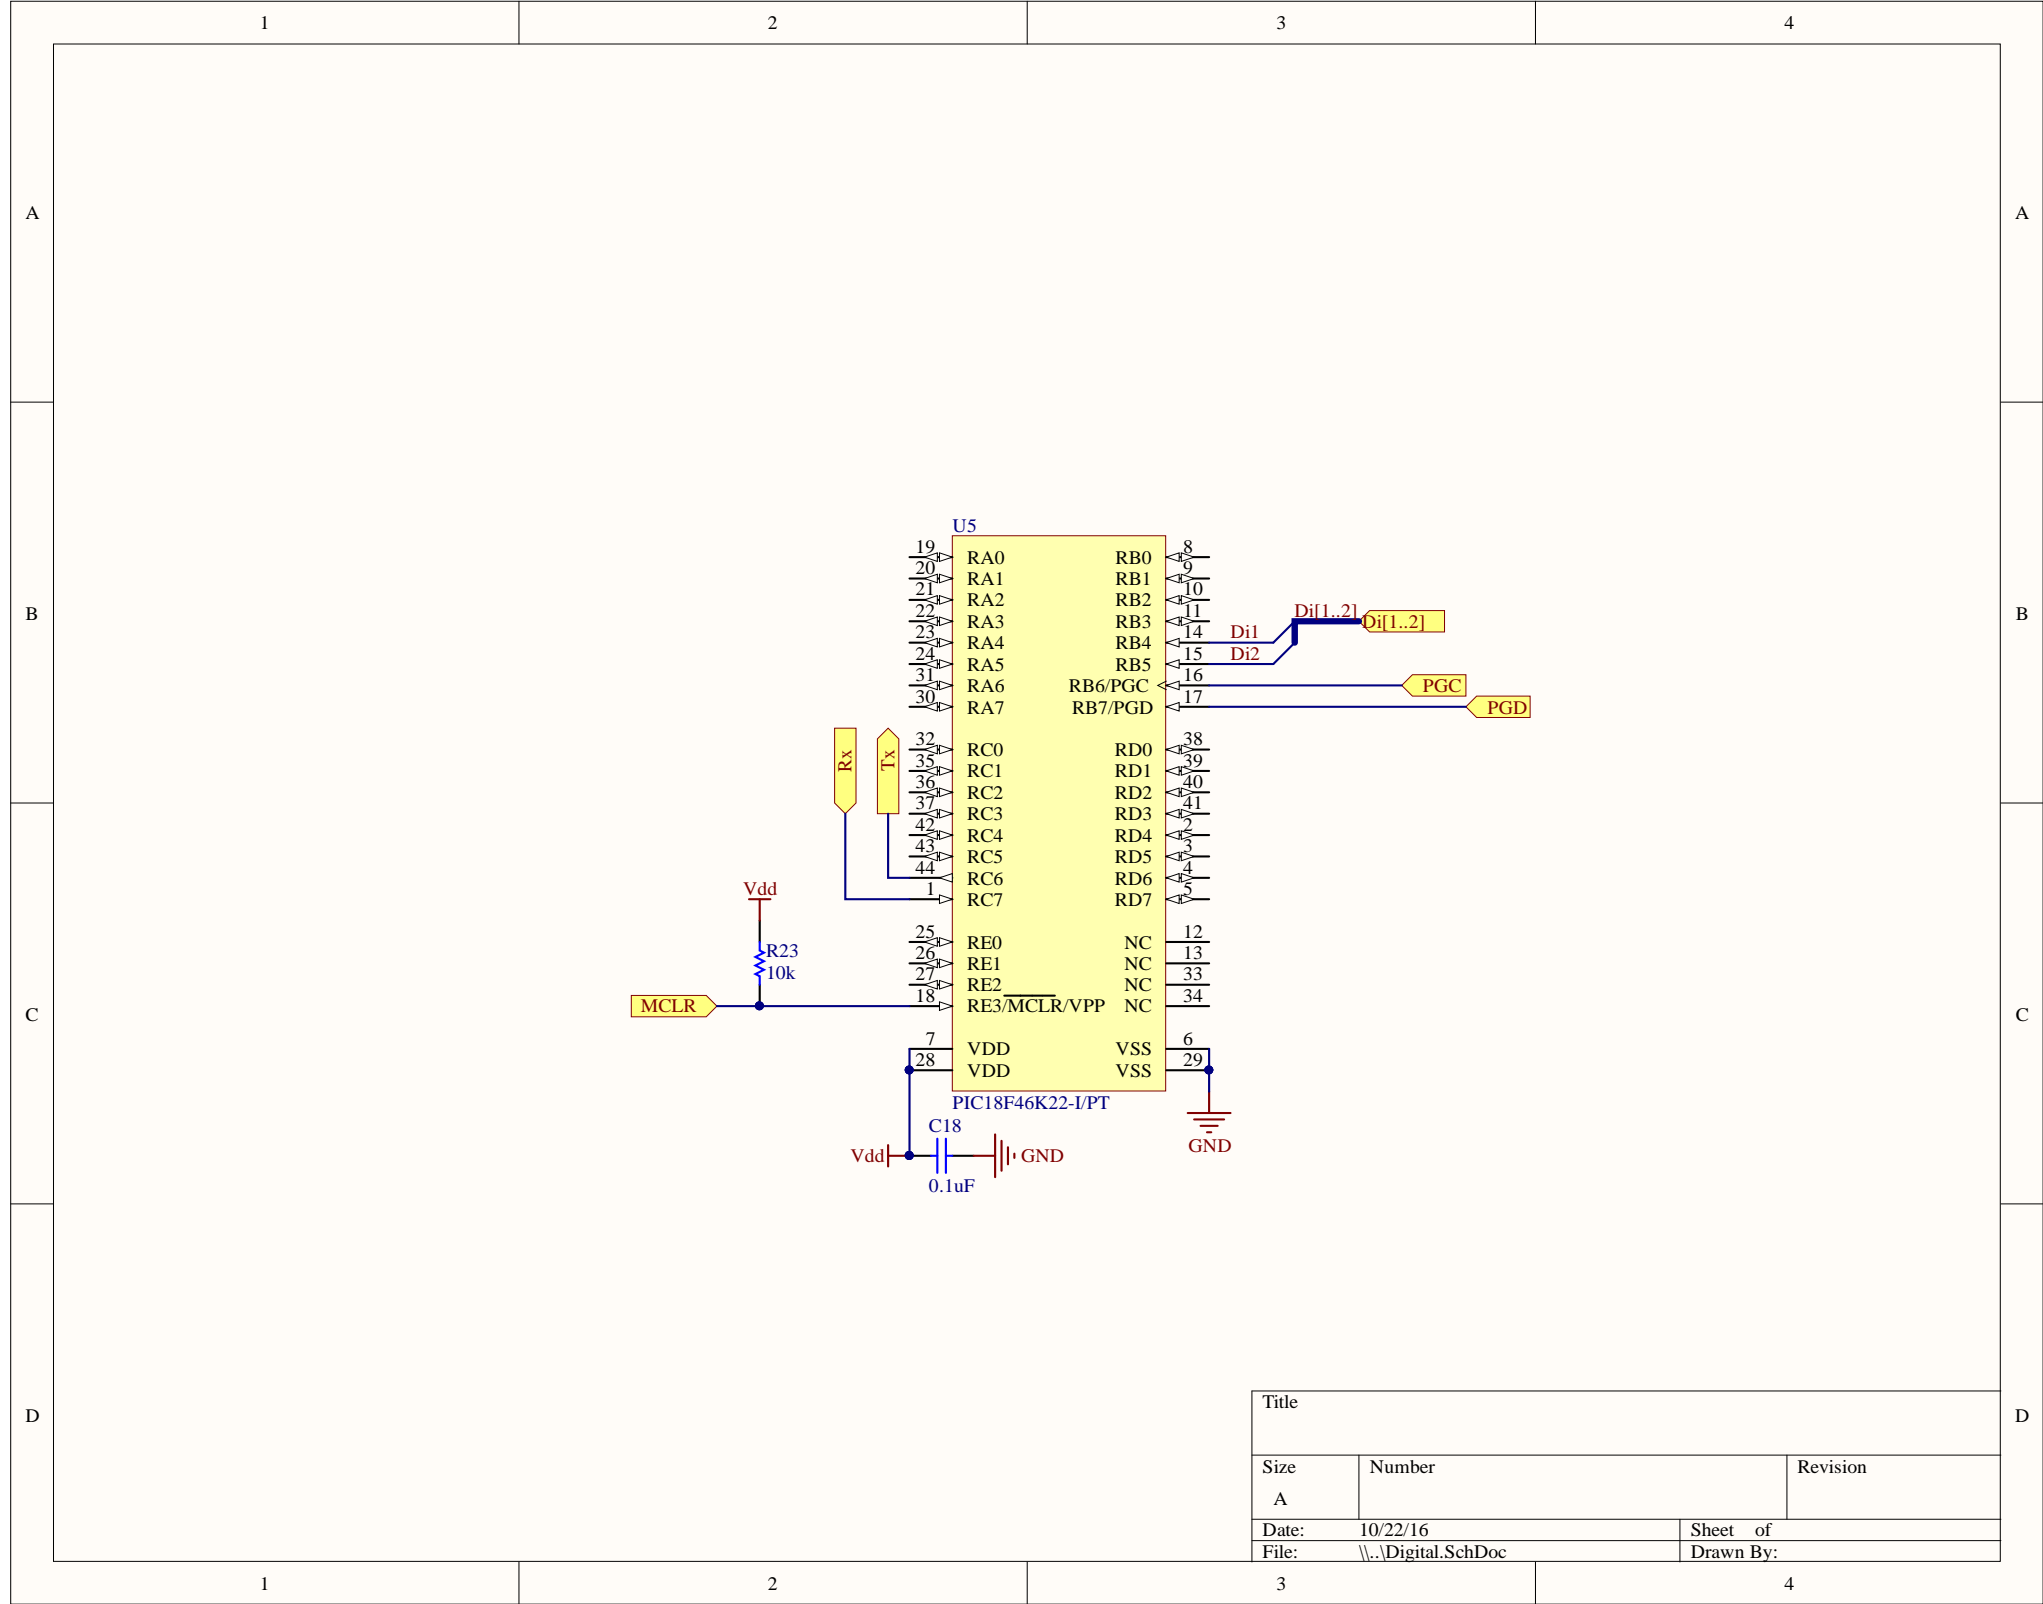 1 2 3 4
A A
B B
C C
D D
U5
19 RA0 RB0 8
20 RA1 RB1 9
21 RA2 RB2 10
22 RA3 RB3 11
23 RA4 RB4 14 Di1
24 RA5 RB5 15 Di2
Di[1..2] Di[1..2]
31 RA6 RB6/PGC 16 PGC
30 RA7 RB7/PGD 17 PGD
Rx Tx
32 RC0 RD0 38
35 RC1 RD1 39
36 RC2 RD2 40
37 RC3 RD3 41
42 RC4 RD4 2
43 RC5 RD5 3
44 RC6 RD6 4
1 RC7 RD7 5
Vdd
R23
10k
25 RE0 NC 12
26 RE1 NC 13
27 RE2 NC 33
MCLR 18 RE3/MCLR/VPP NC 34
7 VDD VSS 6
28 VDD VSS 29
PIC18F46K22-I/PT
C18
Vdd GND
0.1uF
GND
Title
Size Number Revision
A
Date: 10/22/16 Sheet of
File: \\..\Digital.SchDoc Drawn By:
1 2 3 4